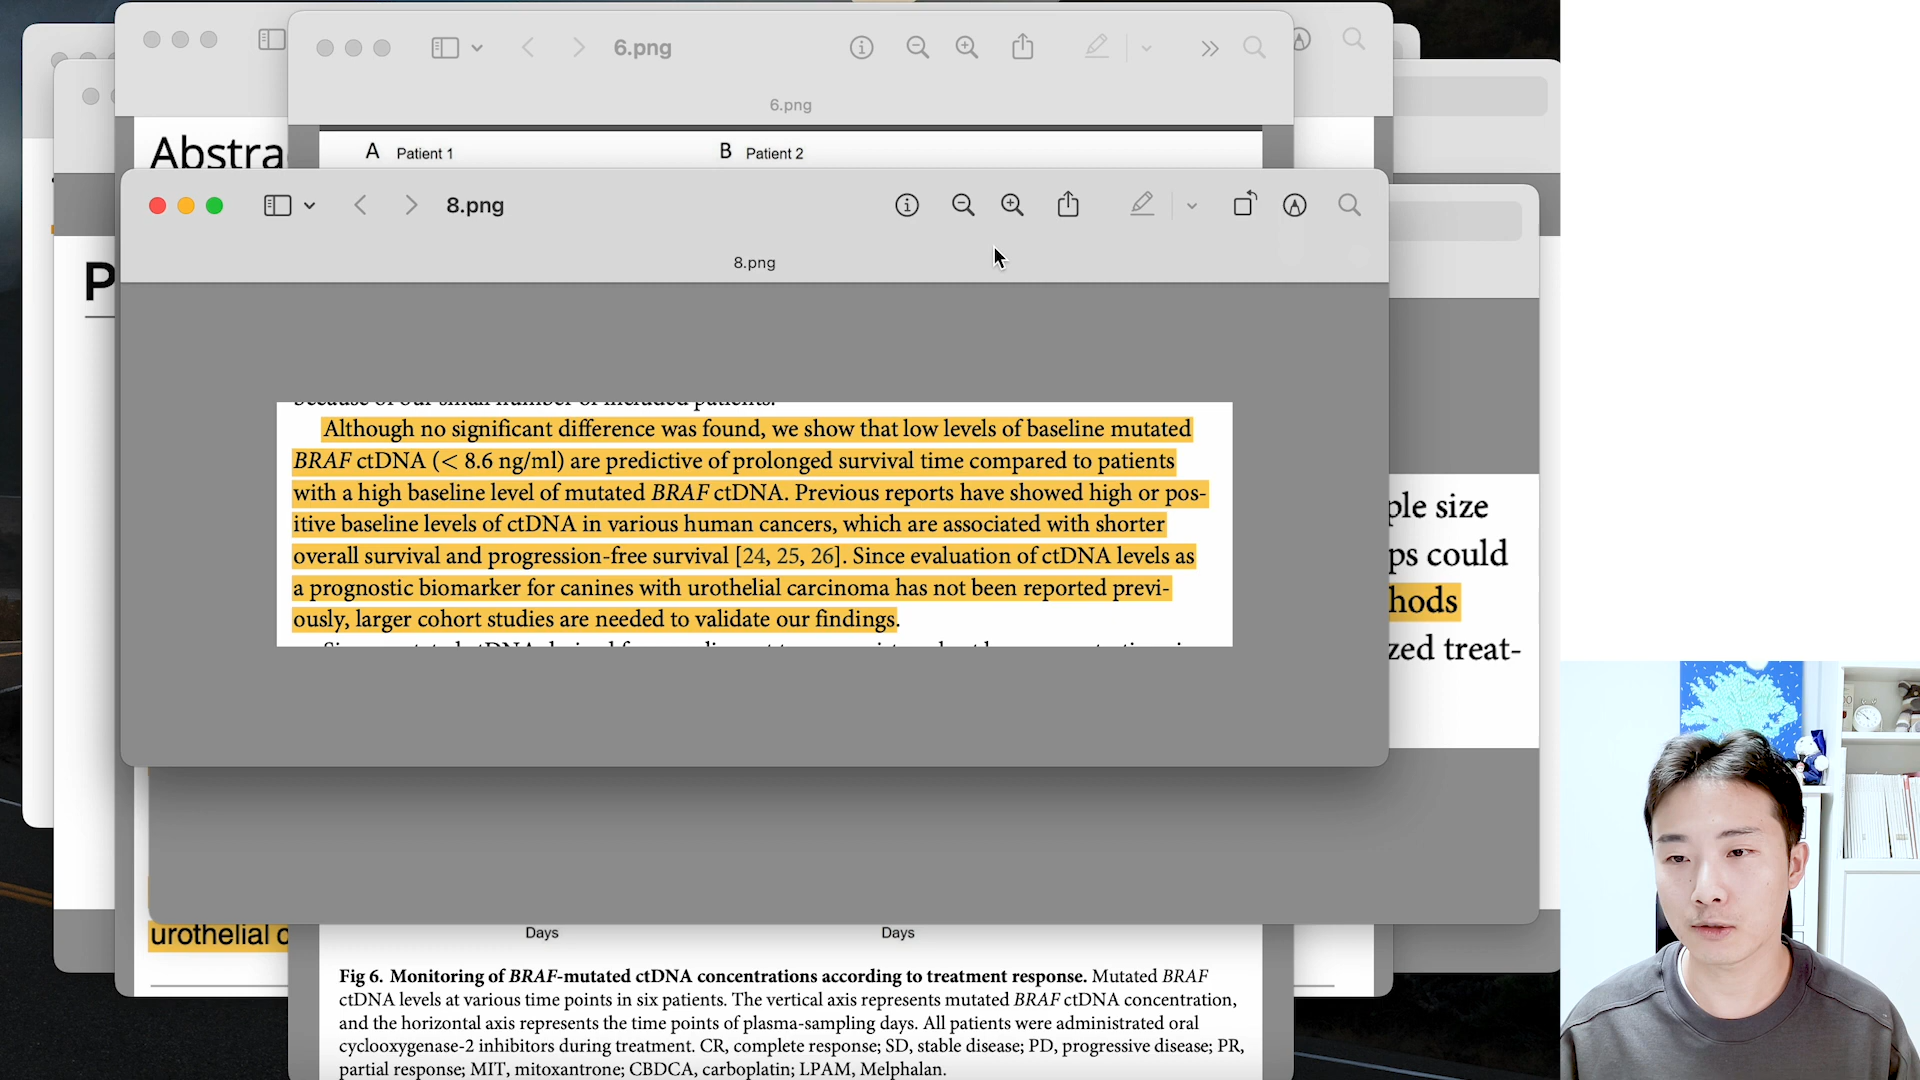 6.png
6.png
Abstra
A Patient 1
B Patient 2
8.png
8.png
P
Although no significant difference was found, we show that low levels of baseline mutated
BRAF ctDNA (< 8.6 ng/ml) are predictive of prolonged survival time compared to patients
with a high baseline level of mutated BRAF ctDNA. Previous reports have showed high or pos-
itive baseline levels of ctDNA in various human cancers, which are associated with shorter
overall survival and progression-free survival [24, 25, 26]. Since evaluation of ctDNA levels as
a prognostic biomarker for canines with urothelial carcinoma has not been reported previ-
ously, larger cohort studies are needed to validate our findings.
ple size
ps could
hods
zed treat-
urothelial c
Days
Days
Fig 6. Monitoring of BRAF-mutated ctDNA concentrations according to treatment response. Mutated BRAF
ctDNA levels at various time points in six patients. The vertical axis represents mutated BRAF ctDNA concentration,
and the horizontal axis represents the time points of plasma-sampling days. All patients were administrated oral
cyclooxygenase-2 inhibitors during treatment. CR, complete response; SD, stable disease; PD, progressive disease; PR,
partial response; MIT, mitoxantrone; CBDCA, carboplatin; LPAM, Melphalan.